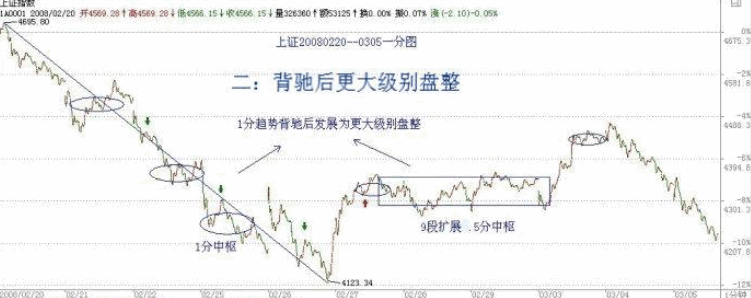 上证指数
1A0001 2008/02/20 开4569.28↑高4569.28↓低4566.15↓收4566.15↓量326360↑额53125↑换0.00% 振0.07% 涨(-2.10)-0.05%
4695.80
上证20080220--0305一分图
二：背驰后更大级别盘整
1分趋势背驰后发展为更大级别盘整
1分中枢
9段扩展 .5分中枢
4123.34
0%
4675.3
-2%
4581.8
-4%
4488.3
-6%
4394.8
-8%
4301.3
-10%
4207.8
2008/02/20 02/21 02/22 02/25 02/26 02/27 02/28 02/29 03/03 03/04 03/05 1分钟